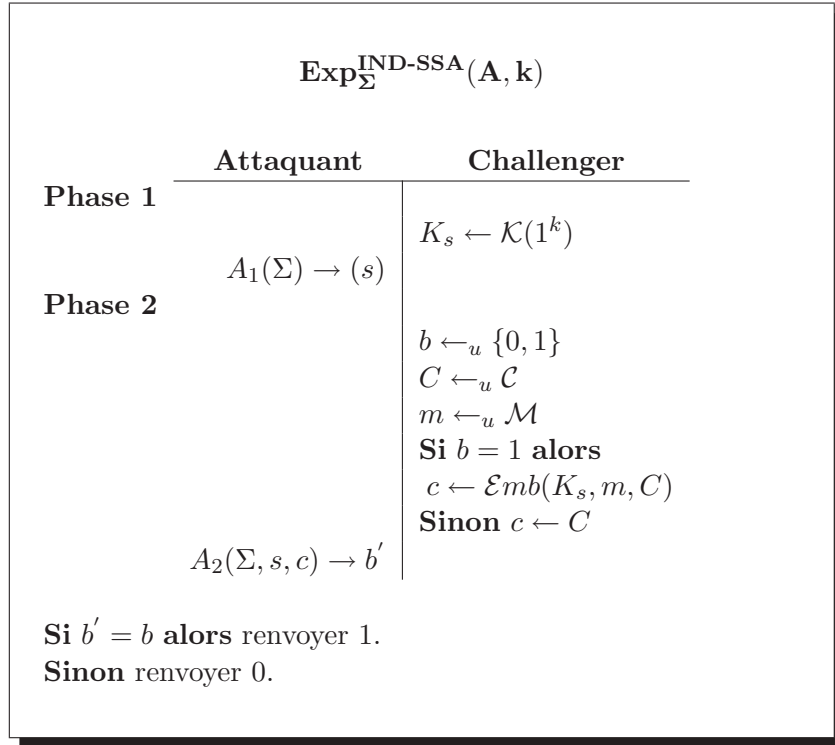 Exp_Σ^IND-SSA(A, k)
Attaquant Challenger
Phase 1
K_s ← 𝒦(1^k)
A_1(Σ) → (s)
Phase 2
b ←_u {0, 1}
C ←_u 𝒞
m ←_u ℳ
Si b = 1 alors
c ← ℰmb(K_s, m, C)
Sinon c ← C
A_2(Σ, s, c) → b′
Si b′ = b alors renvoyer 1.
Sinon renvoyer 0.